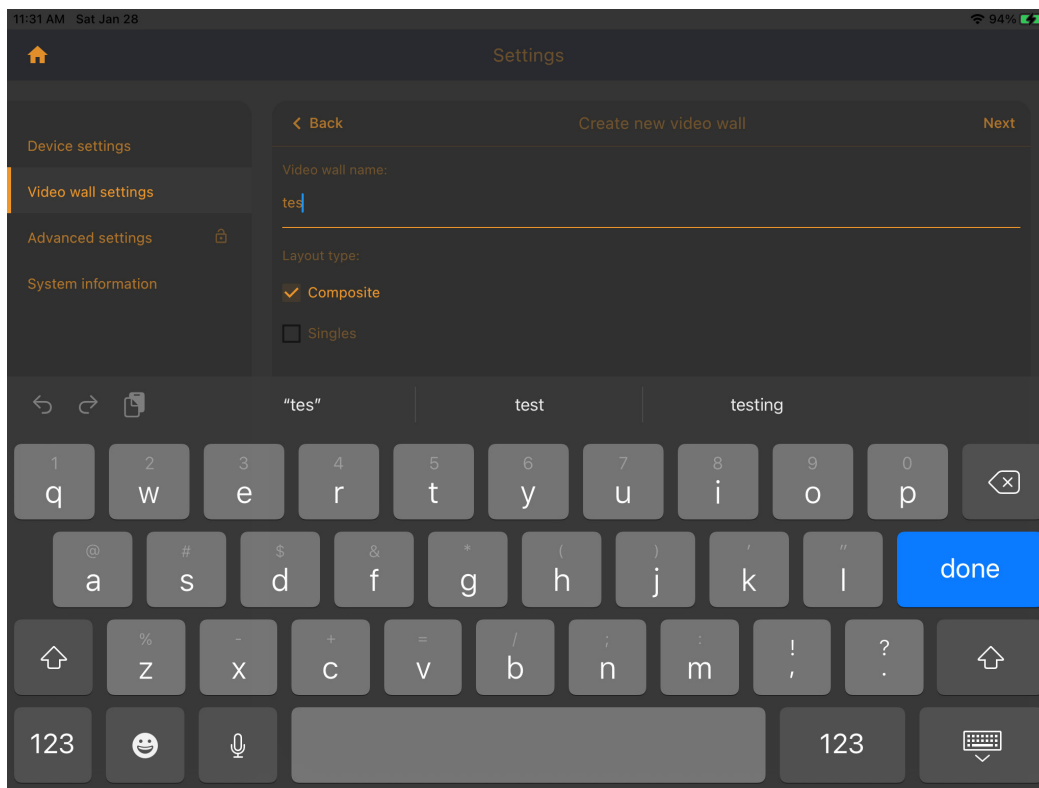 11:31 AM Sat Jan 28 94%
Settings
Device settings
Video wall settings
Advanced settings
System information
Back Create new video wall Next
Video wall name:
tes
Layout type:
Composite
Singles
“tes” test testing
1 2 3 4 5 6 7 8 9 0
q w e r t y u i o p
@ # $ & * ( ) ' "
a s d f g h j k l done
% - + = / ; : ! ?
z x c v b n m , .
123 123